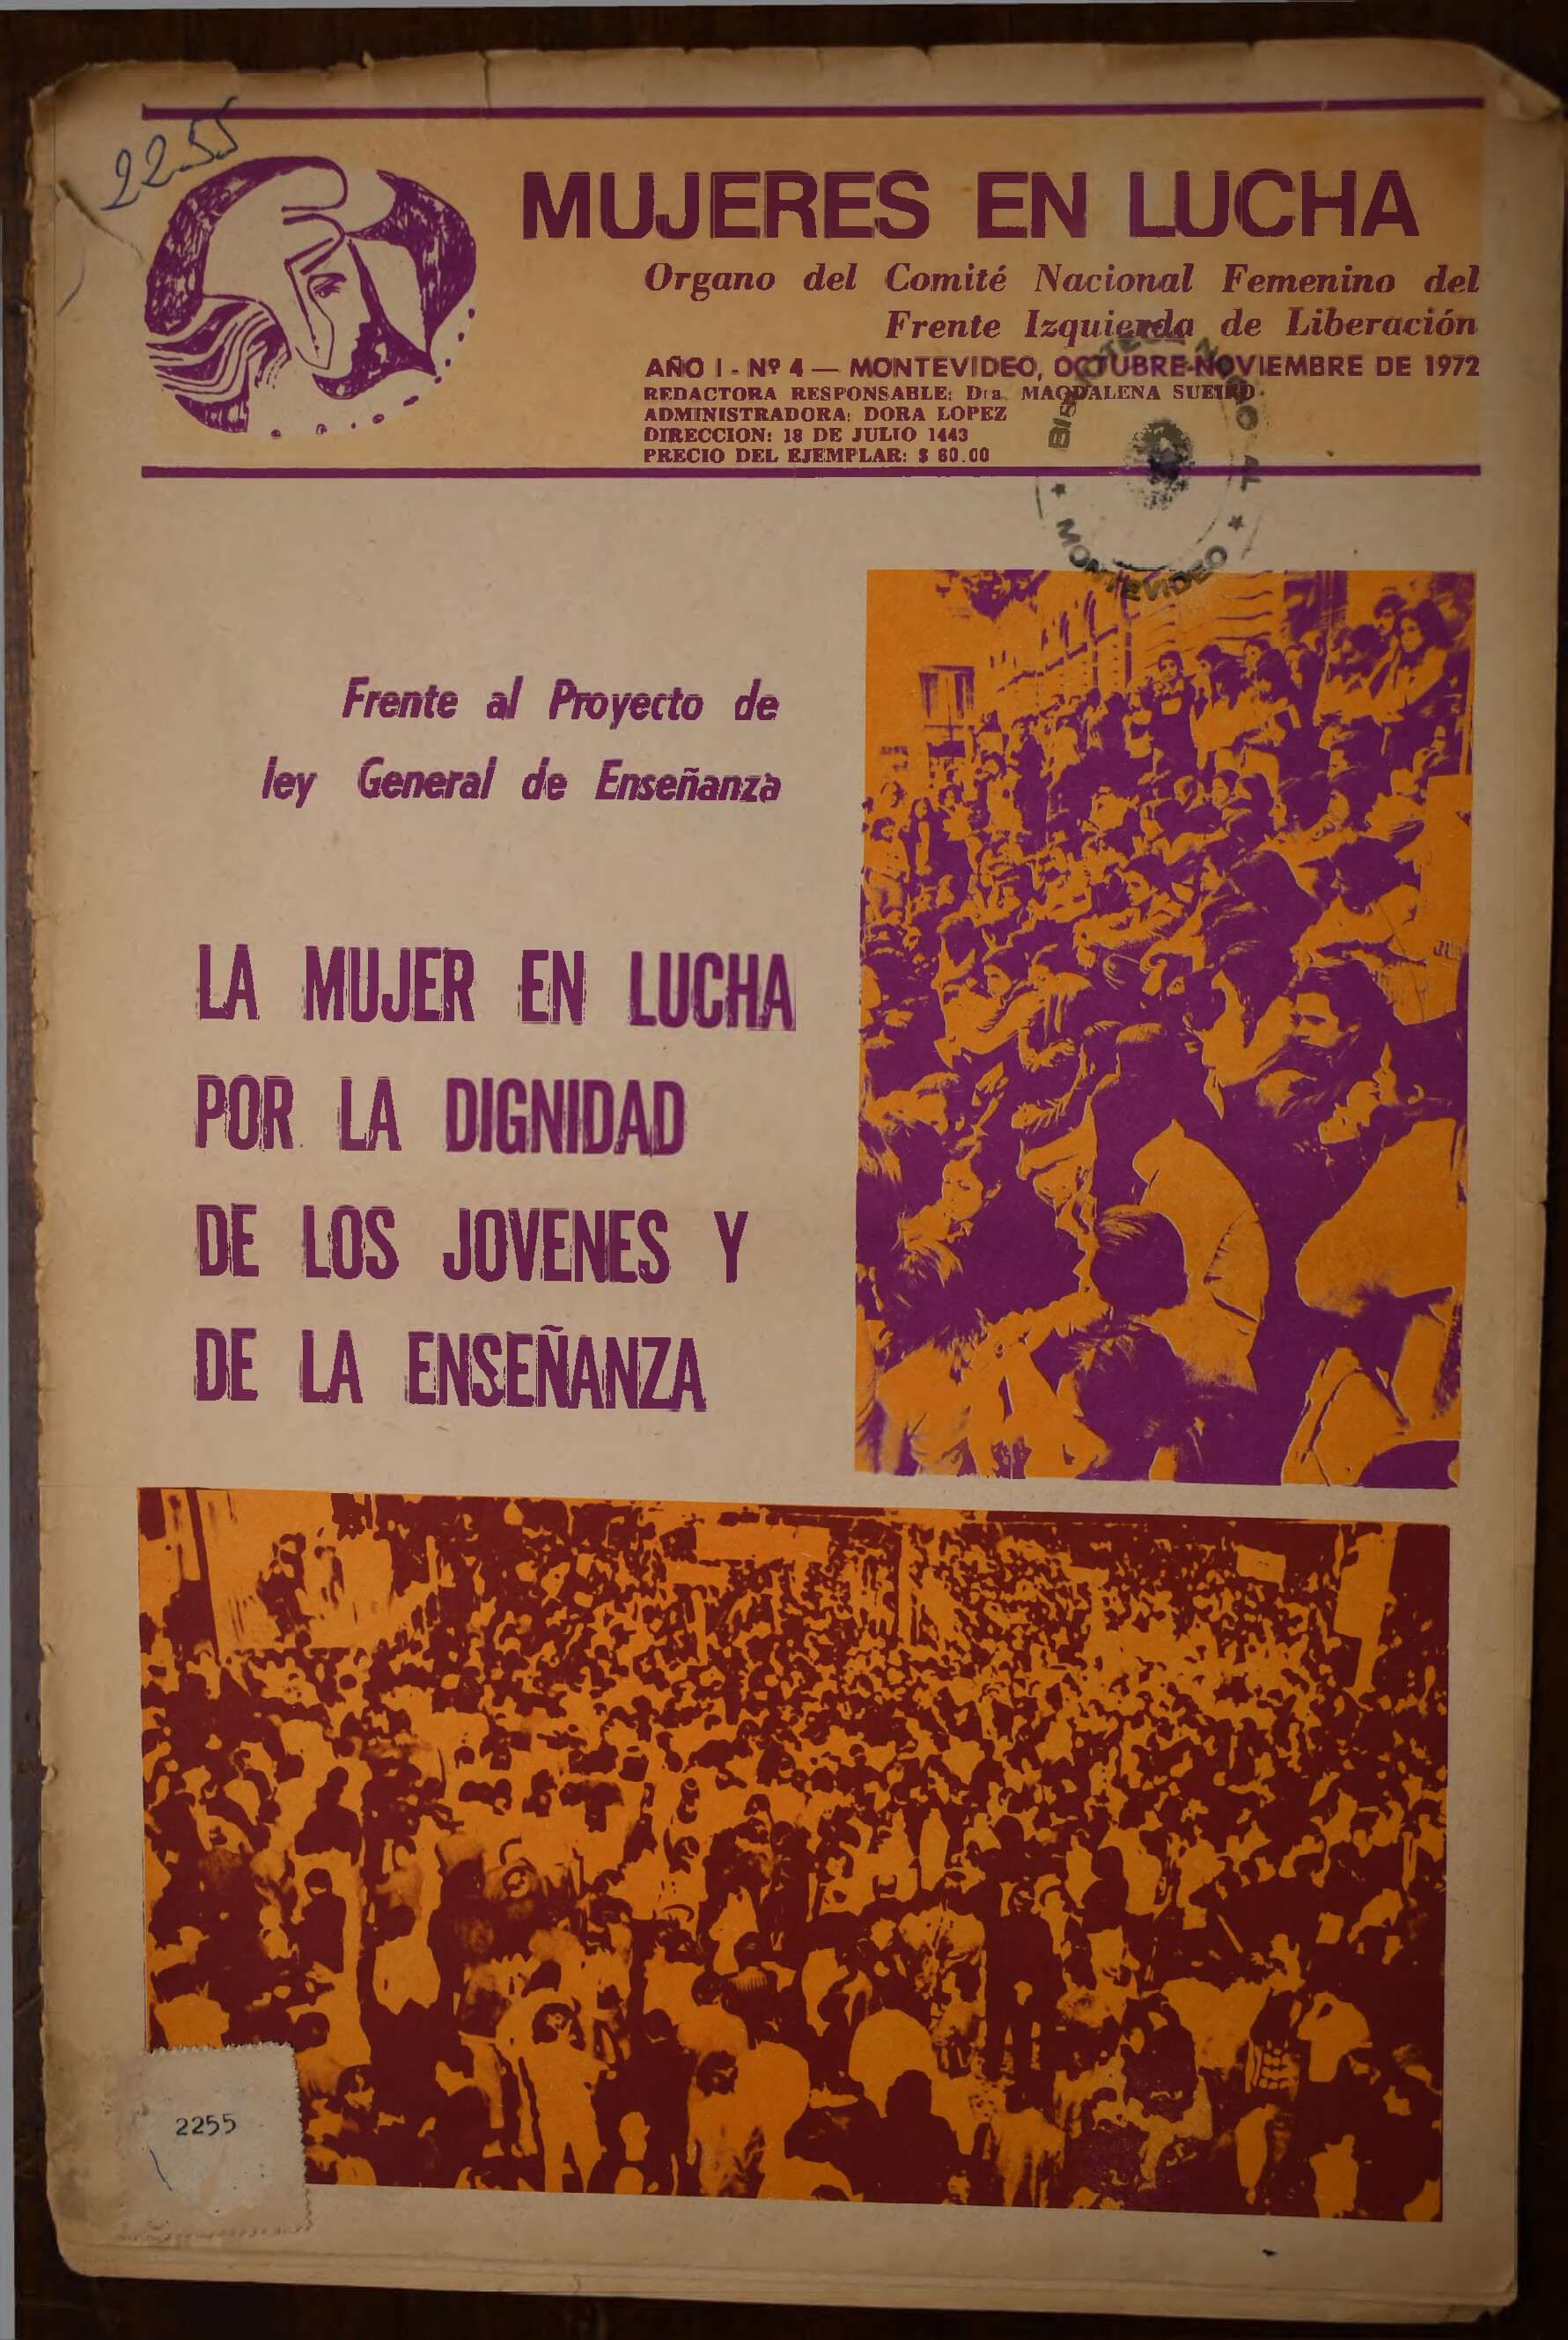 2255
MUJERES EN LUCHA
Organo del Comité Nacional Femenino del
Frente Izquierda de Liberación
AÑO I - Nº 4 — MONTEVIDEO, OCTUBRE-NOVIEMBRE DE 1972
REDACTORA RESPONSABLE: Dra. MAGDALENA SUEIRO
ADMINISTRADORA: DORA LOPEZ
DIRECCION: 18 DE JULIO 1443
PRECIO DEL EJEMPLAR: $ 60.00
MONTEVIDEO
Frente al Proyecto de
ley General de Enseñanza
LA MUJER EN LUCHA
POR LA DIGNIDAD
DE LOS JOVENES Y
DE LA ENSEÑANZA
2255